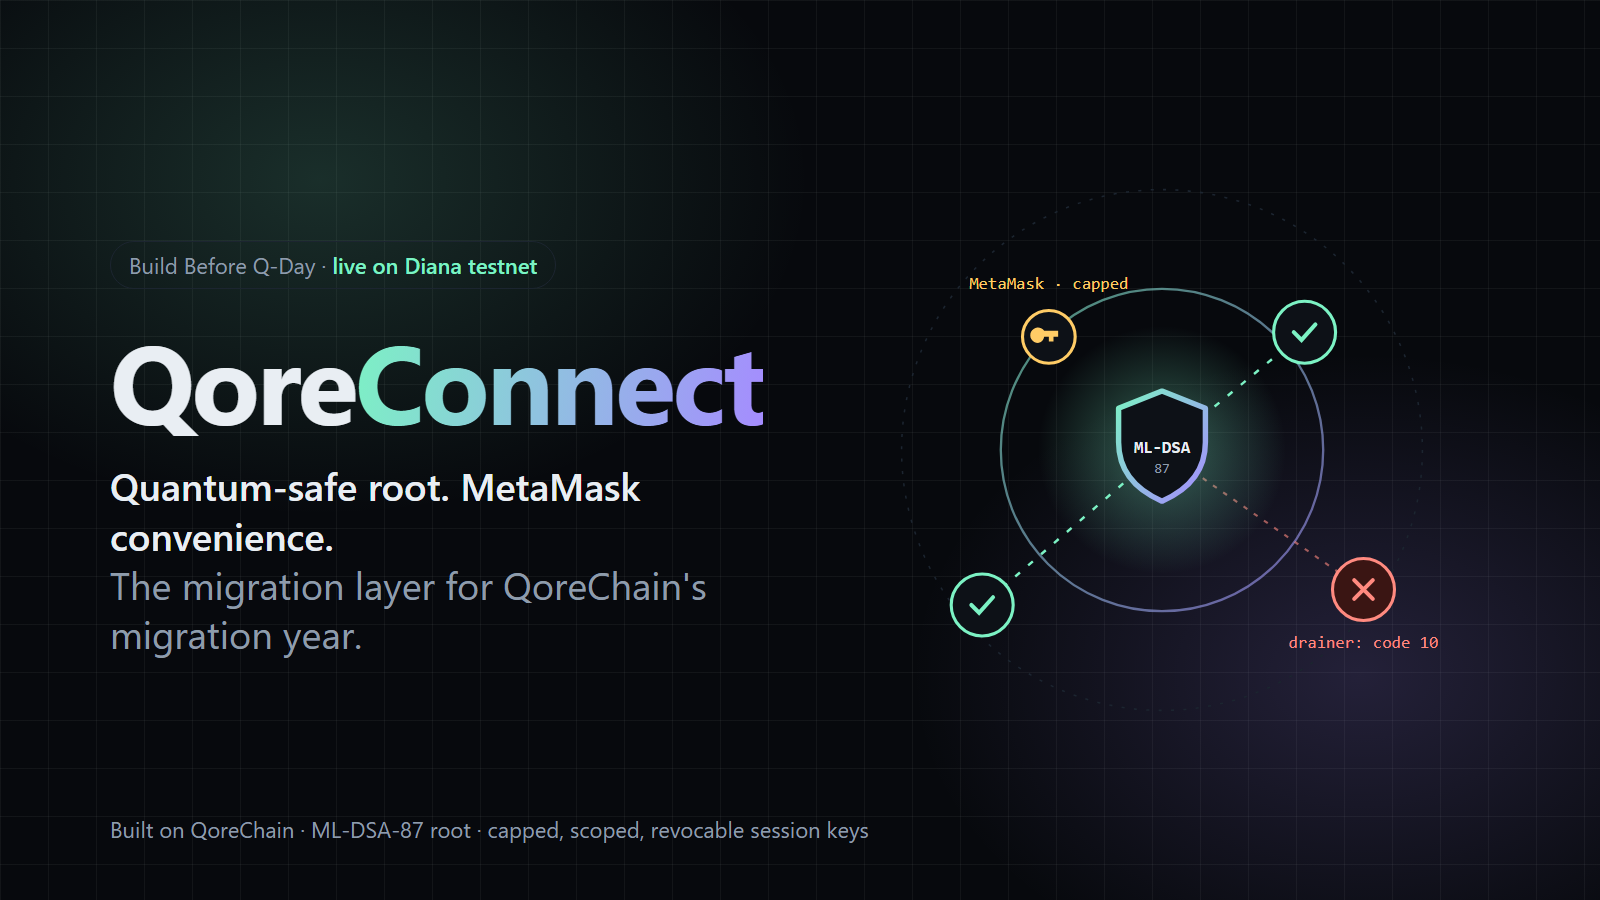 Build Before Q-Day · live on Diana testnet
QoreConnect
Quantum-safe root. MetaMask
convenience.
The migration layer for QoreChain's
migration year.
Built on QoreChain · ML-DSA-87 root · capped, scoped, revocable session keys
MetaMask · capped
ML-DSA
87
drainer: code 10